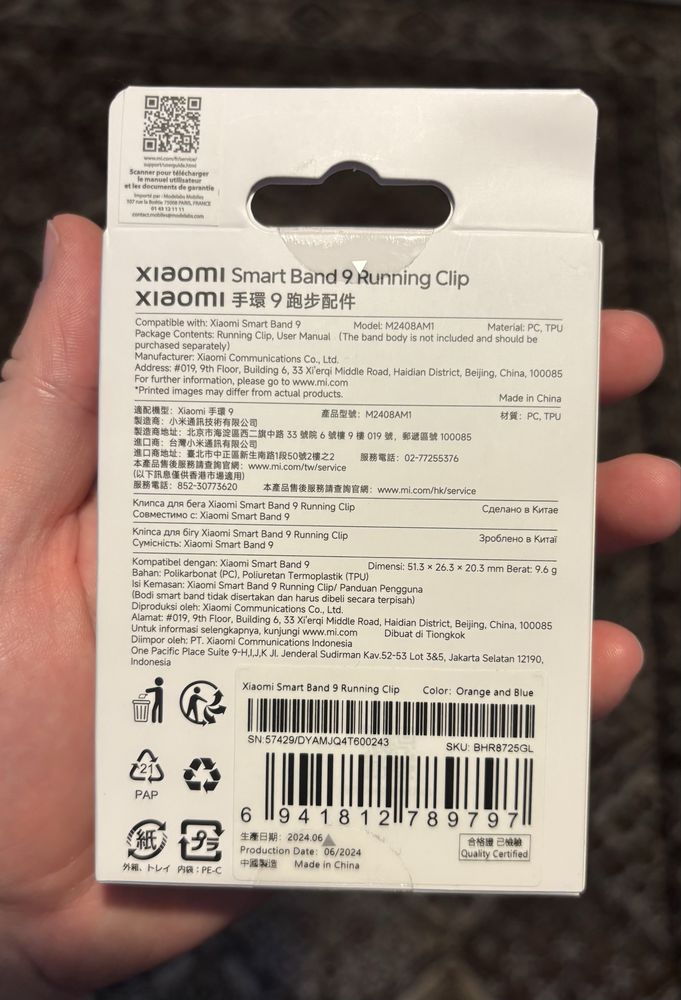 www.mi.com/fr/service/
support/userguide.html
Scanner pour télécharger
le manuel utilisateur
et les documents de garantie
Importé par : Modelabs Mobiles
107 rue la Boétie 75008 PARIS, FRANCE
01 43 12 11 11
contact.mobiles@modelabs.com
xiaomi Smart Band 9 Running Clip
xiaomi 手環 9 跑步配件
Compatible with: Xiaomi Smart Band 9 Model: M2408AM1 Material: PC, TPU
Package Contents: Running Clip, User Manual (The band body is not included and should be
purchased separately)
Manufacturer: Xiaomi Communications Co., Ltd.
Address: #019, 9th Floor, Building 6, 33 Xi'erqi Middle Road, Haidian District, Beijing, China, 100085
For further information, please go to www.mi.com
*Printed images may differ from actual products. Made in China
適配機型：Xiaomi 手環 9 產品型號：M2408AM1 材質：PC, TPU
製造商：小米通訊技術有限公司
製造商地址：北京市海淀區西二旗中路 33 號院 6 號樓 9 樓 019 號，郵遞區號 100085
進口商：台灣小米通訊有限公司
進口商地址：臺北市中正區新生南路1段50號2樓之2 服務電話：02-77255376
本產品售後服務請查詢官網：www.mi.com/tw/service
(以下訊息僅供香港市場適用)
服務電話：852-30773620 本產品售後服務請查詢官網：www.mi.com/hk/service
Клипса для бега Xiaomi Smart Band 9 Running Clip Сделано в Китае
Совместимо с: Xiaomi Smart Band 9
Кліпса для бігу Xiaomi Smart Band 9 Running Clip Зроблено в Китаї
Сумісність: Xiaomi Smart Band 9
Kompatibel dengan: Xiaomi Smart Band 9 Dimensi: 51.3 × 26.3 × 20.3 mm Berat: 9.6 g
Bahan: Polikarbonat (PC), Poliuretan Termoplastik (TPU)
Isi Kemasan: Xiaomi Smart Band 9 Running Clip/ Panduan Pengguna
(Bodi smart band tidak disertakan dan harus dibeli secara terpisah)
Diproduksi oleh: Xiaomi Communications Co., Ltd.
Alamat: #019, 9th Floor, Building 6, 33 Xi'erqi Middle Road, Haidian District, Beijing, China, 100085
Untuk informasi selengkapnya, kunjungi www.mi.com Dibuat di Tiongkok
Diimpor oleh: PT. Xiaomi Communications Indonesia
One Pacific Place Suite 9-H,I,J,K Jl. Jenderal Sudirman Kav.52-53 Lot 3&5, Jakarta Selatan 12190,
Indonesia
Xiaomi Smart Band 9 Running Clip Color: Orange and Blue
SN:57429/DYAMJQ4T600243 SKU: BHR8725GL
21
PAP
6 941812 789797
紙
プラ
外箱、トレイ 内袋：PE-C
生產日期：2024.06
Production Date: 06/2024
中國製造 Made in China
合格證 已檢驗
Quality Certified